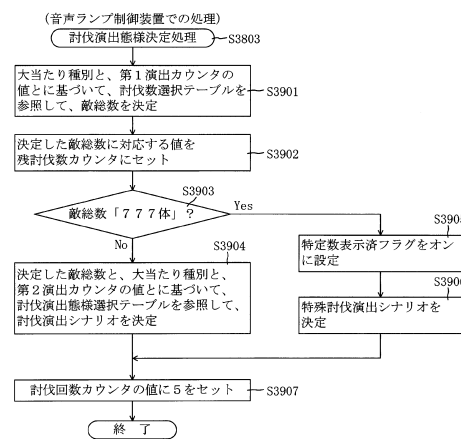 (音声ランプ制御装置での処理)
討伐演出態様決定処理
S3803
大当たり種別と、第1演出カウンタの
値とに基づいて、討伐数選択テーブルを
参照して、敵総数を決定
S3901
決定した敵総数に対応する値を
残討伐数カウンタにセット
S3902
S3903
敵総数「777体」?
Yes
No
S3904
決定した敵総数と、大当たり種別と、
第2演出カウンタの値とに基づいて、
討伐演出態様選択テーブルを参照して、
討伐演出シナリオを決定
S3905
特定数表示済フラグをオン
に設定
S3906
特殊討伐演出シナリオを
決定
討伐回数カウンタの値に5をセット
S3907
終 了